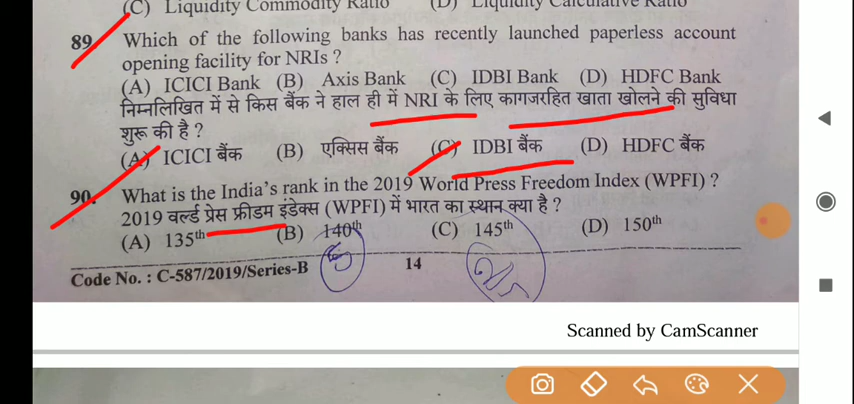 (C) Liquidity Commodity Ratio (D) Liquidity Calculative Ratio
89 Which of the following banks has recently launched paperless account
opening facility for NRIs ?
(A) ICICI Bank (B) Axis Bank (C) IDBI Bank (D) HDFC Bank
निम्नलिखित में से किस बैंक ने हाल ही में NRI के लिए कागजरहित खाता खोलने की सुविधा
शुरू की है ?
(A) ICICI बैंक (B) एक्सिस बैंक (C) IDBI बैंक (D) HDFC बैंक
90. What is the India's rank in the 2019 World Press Freedom Index (WPFI) ?
2019 वर्ल्ड प्रेस फ्रीडम इंडेक्स (WPFI) में भारत का स्थान क्या है ?
(A) 135th (B) 140th (C) 145th (D) 150th
Code No. : C-587/2019/Series-B 14
Scanned by CamScanner